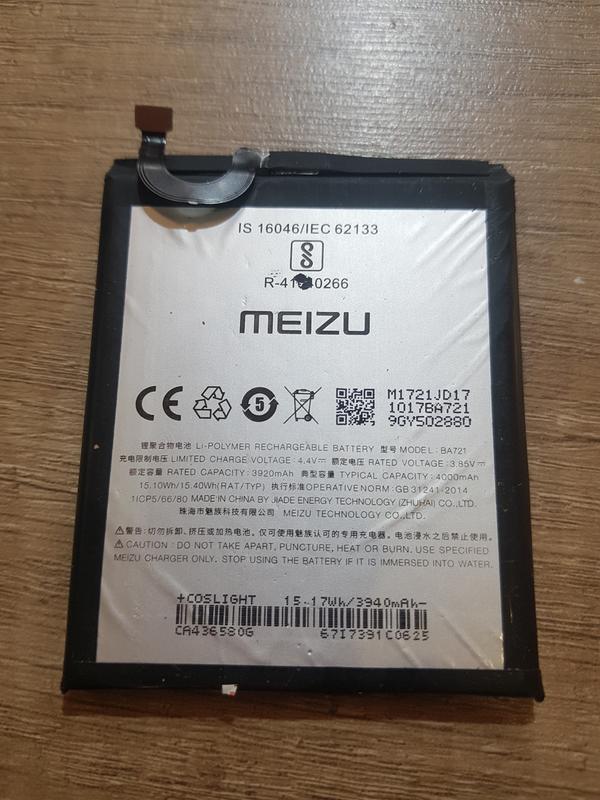 IS 16046/IEC 62133
MEIZU
CE
5
M1721JD17
1017BA721
9GY502880
锂聚合物电池 Li-POLYMER RECHARGEABLE BATTERY 型号 MODEL: BA721
充电限制电压 LIMITED CHARGE VOLTAGE: 4.4V⎓ 额定电压 RATED VOLTAGE: 3.85V⎓
额定容量 RATED CAPACITY: 3920mAh 典型容量 TYPICAL CAPACITY: 4000mAh
15.10Wh/15.40Wh(RAT/TYP) 执行标准OPERATIVE NORM: GB 31241-2014
1ICP5/66/80 MADE IN CHINA BY JIADE ENERGY TECHNOLOGY (ZHUHAI) CO.,LTD.
珠海市魅族科技有限公司 MEIZU TECHNOLOGY CO.,LTD.
⚠警告: 切勿拆卸、挤压或加热电池。仅可使用魅族认可的专用充电器。电池浸水之后禁止使用。
⚠CAUTION: DO NOT TAKE APART, PUNCTURE, HEAT OR BURN. USE SPECIFIED
MEIZU CHARGER ONLY. STOP USING THE BATTERY IF IT IS IMMERSED INTO WATER.
+COSLIGHT 15.17Wh/3940mAh-
CA436580G 67I7391C0625